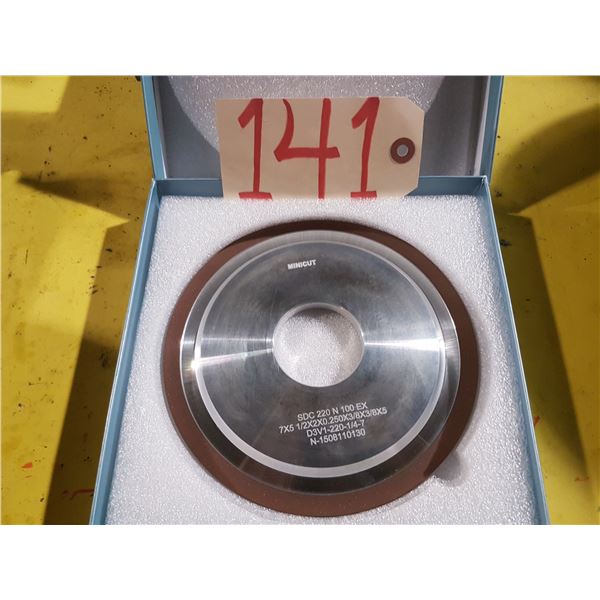 141
MINICUT
SDC 220 N 100 EX
7X5 1/2X2X0.250X3/8X3/8X5
D3V1-220-1/4-7
N-1508110130